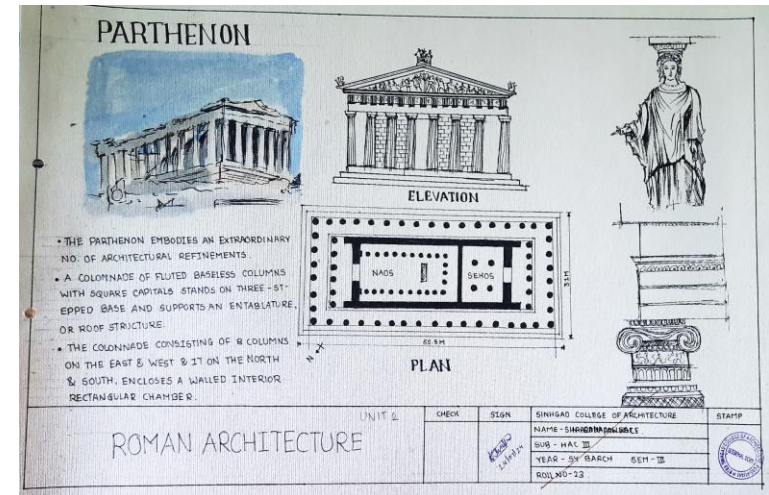 PARTHENON
ELEVATION
• THE PARTHENON EMBODIES AN EXTRAORDINARY
NO. OF ARCHITECTURAL REFINEMENTS.
• A COLONNADE OF FLUTED BASELESS COLUMNS
WITH SQUARE CAPITALS STANDS ON THREE-ST-
EPPED BASE AND SUPPORTS AN ENTABLATURE,
OR ROOF STRUCTURE.
• THE COLONNADE CONSISTING OF 8 COLUMNS
ON THE EAST & WEST & 17 ON THE NORTH
& SOUTH, ENCLOSES A WALLED INTERIOR
RECTANGULAR CHAMBER.
NAOS
SEKOS
31M
N
PLAN
UNIT 2
ROMAN ARCHITECTURE
CHECK
SIGN
SINHGAD COLLEGE OF ARCHITECTURE
STAMP
NAME-
SUB - HAC III
YEAR - SY BARCH SEM - III
ROLL NO-23